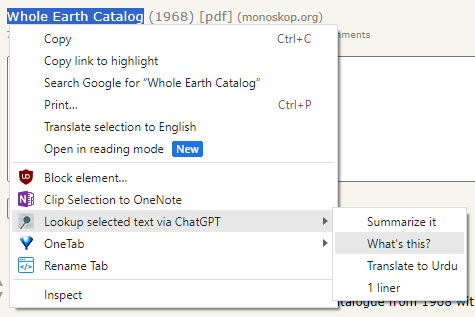 Whole Earth Catalog (1968) [pdf] (monoskop.org)
Copy Ctrl+C
mments
Copy link to highlight
Search Google for “Whole Earth Catalog”
Print... Ctrl+P
Translate selection to English
Open in reading mode New
Block element...
Clip Selection to OneNote
Lookup selected text via ChatGPT
Summarize it
OneTab
What's this?
Rename Tab
Translate to Urdu
1 liner
Inspect
catalogue from 1968 wit